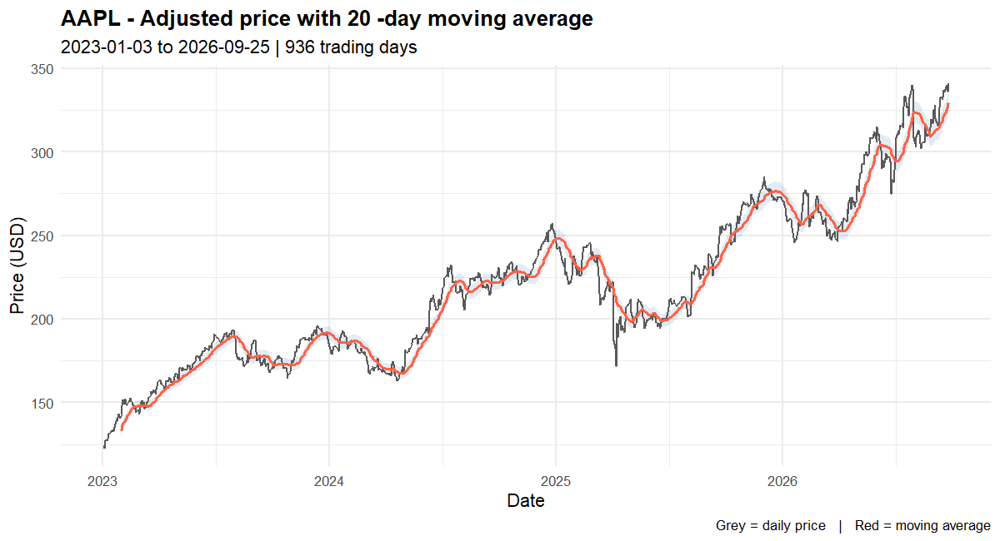 AAPL - Adjusted price with 20 -day moving average
2023-01-03 to 2026-09-25 | 936 trading days
350
300
250
200
150
Price (USD)
2023 2024 2025 2026
Date
Grey = daily price | Red = moving average